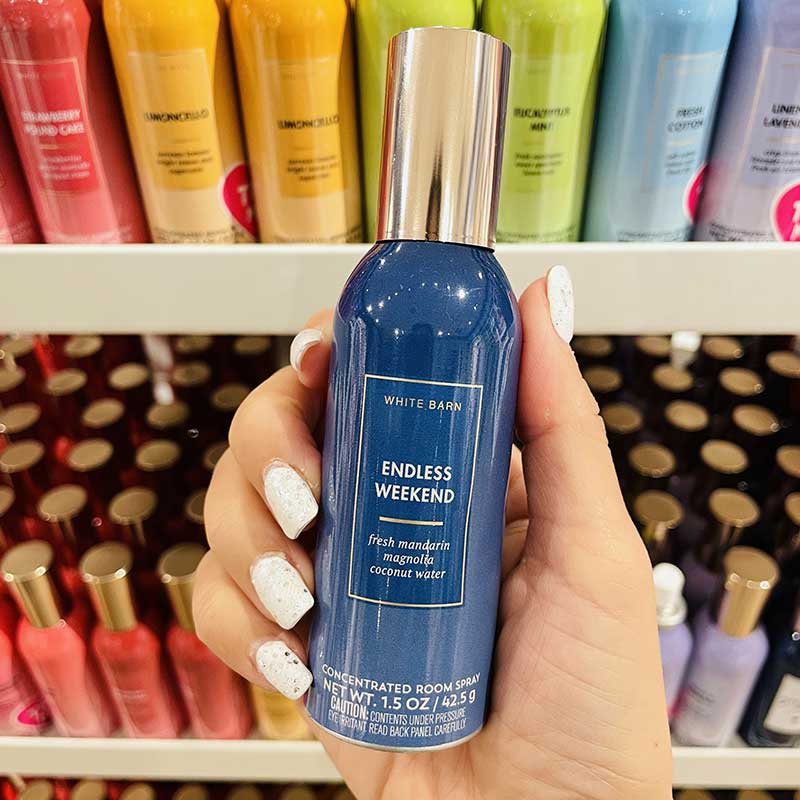 WHITE BARN
STRAWBERRY
POUND CAKE
LIMONCELLO
LIMONCELLO
EUCALYPTUS
MINT
FRESH
COTTON
LINEN
LAVENDER
WHITE BARN
ENDLESS
WEEKEND
fresh mandarin
magnolia
coconut water
CONCENTRATED ROOM SPRAY
NET WT. 1.5 OZ / 42.5 g
CAUTION: CONTENTS UNDER PRESSURE
EYE IRRITANT. READ BACK PANEL CAREFULLY.